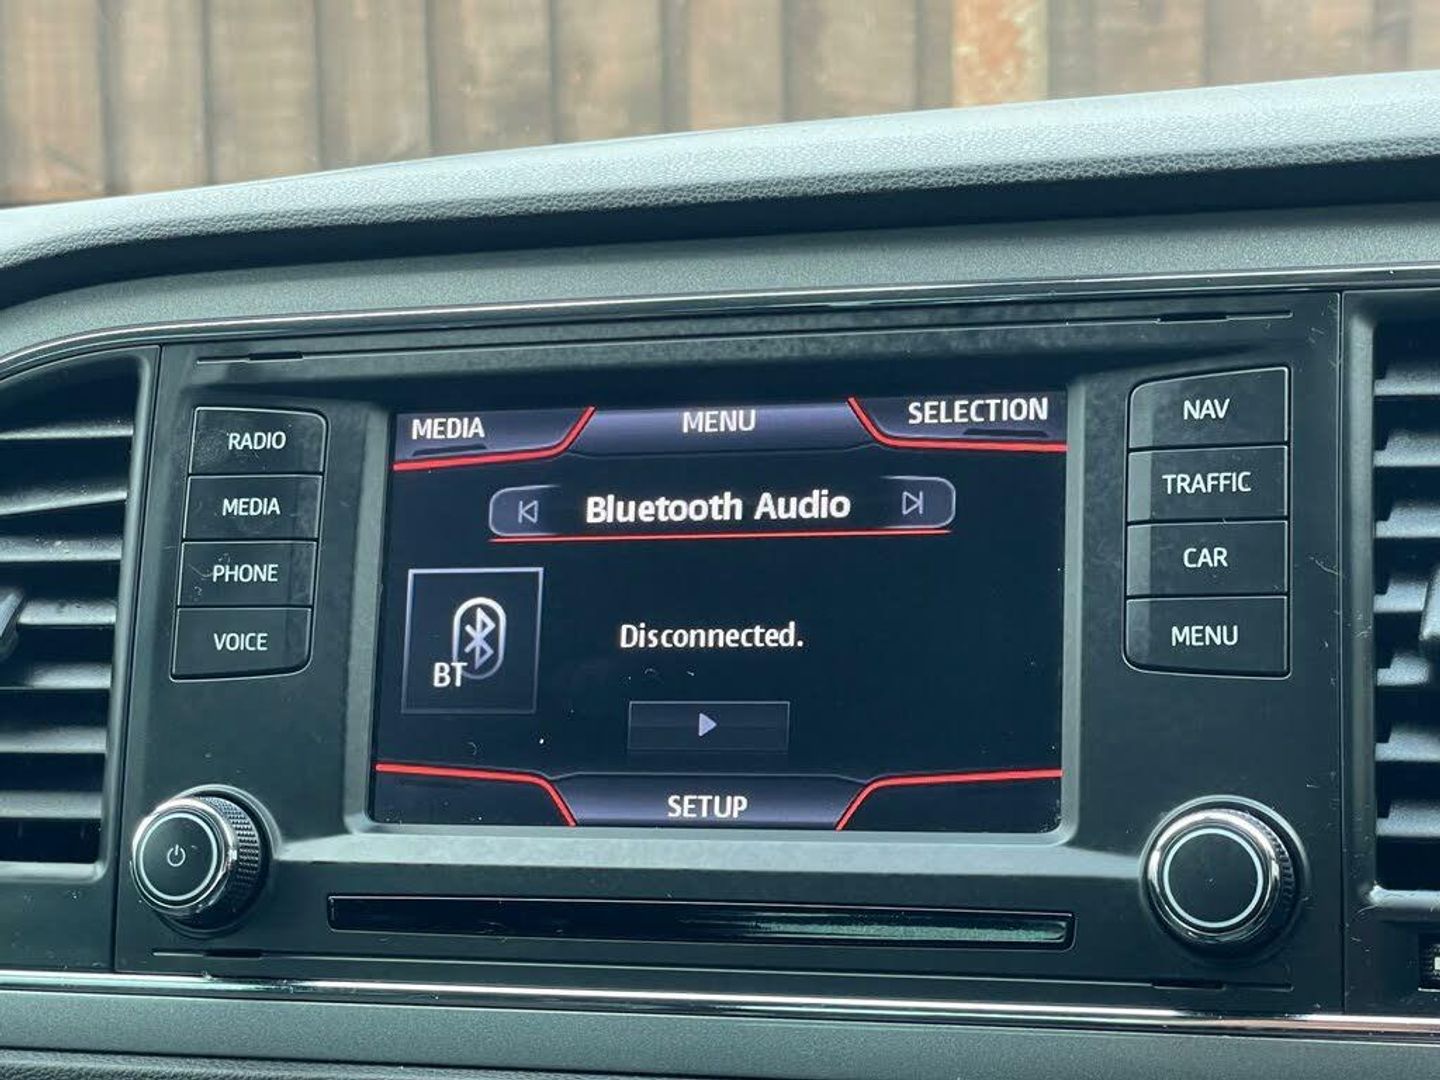 MEDIA
MENU
SELECTION
Bluetooth Audio
BT
Disconnected.
SETUP
RADIO
MEDIA
PHONE
VOICE
NAV
TRAFFIC
CAR
MENU